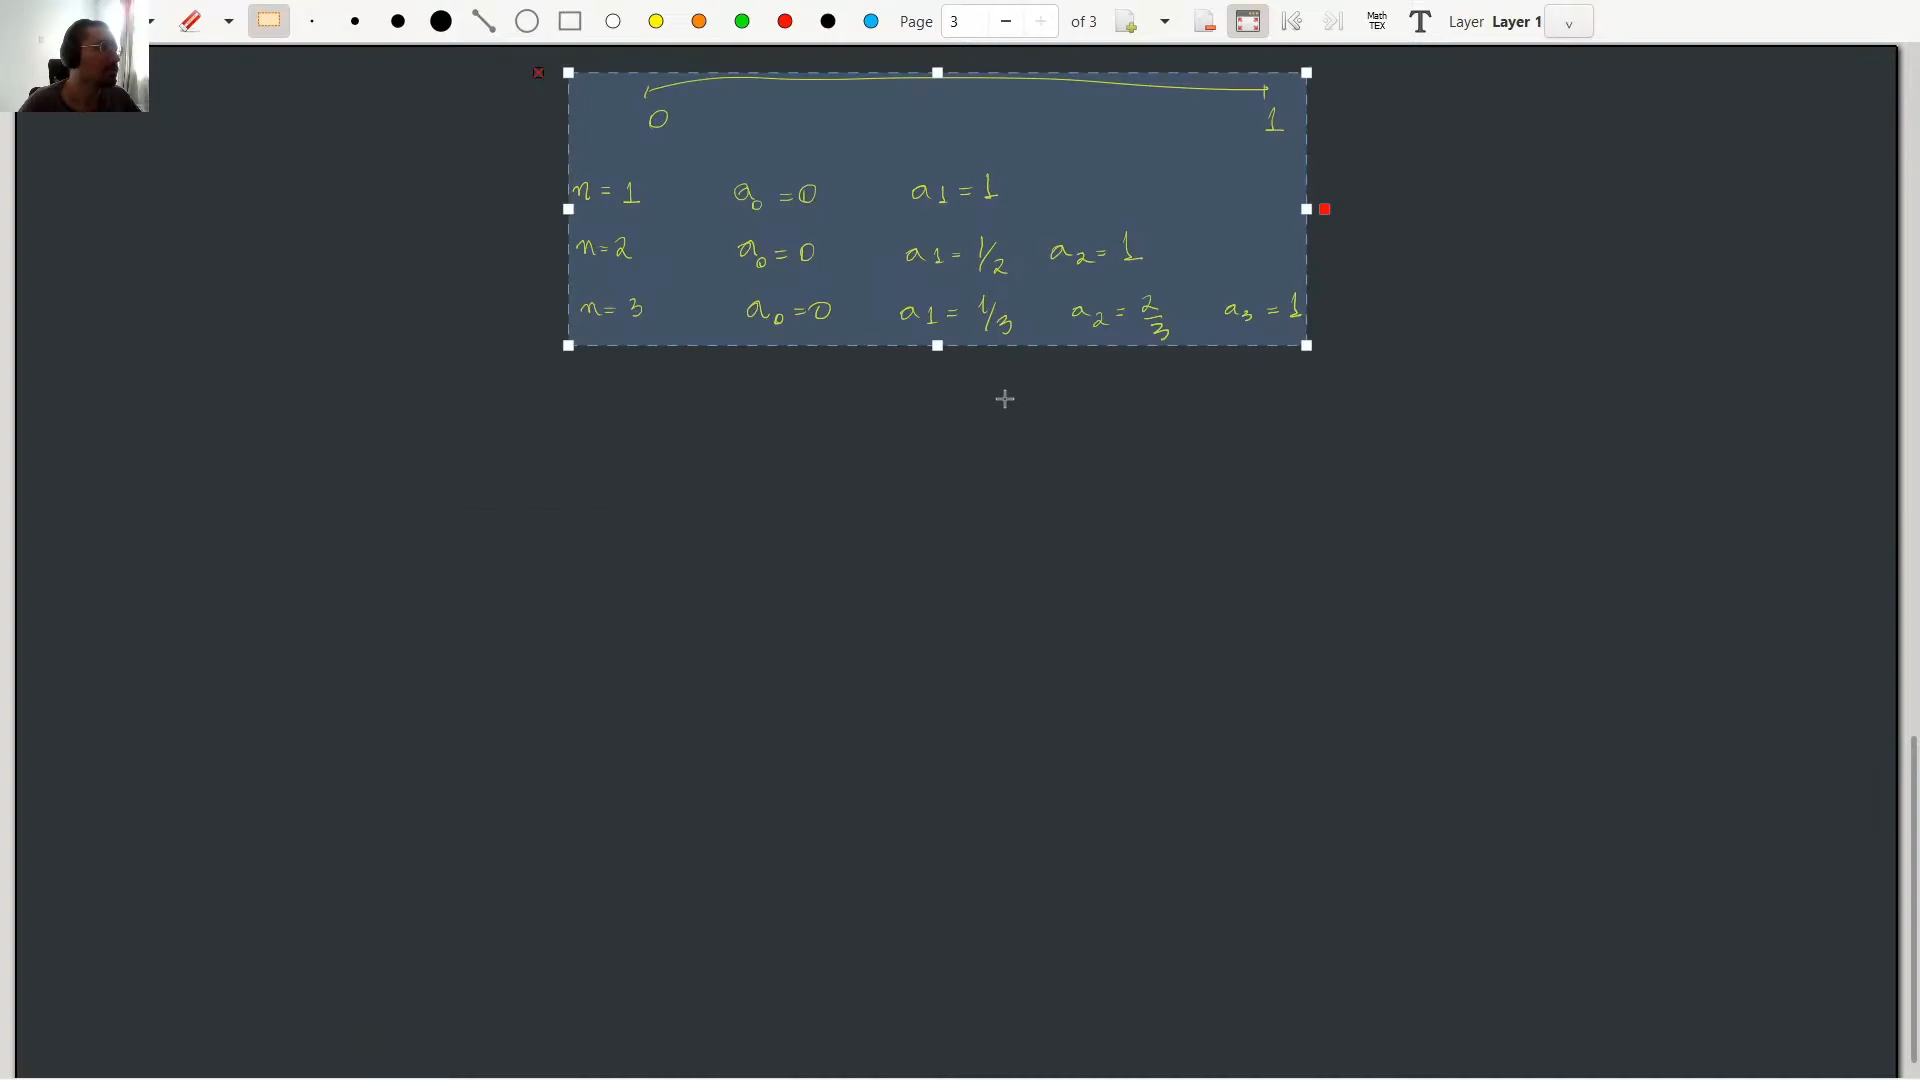 Page 3 of 3 Math TEX T Layer Layer 1
0 1
n = 1 a₀ = 0 a₁ = 1
n = 2 a₀ = 0 a₁ = 1/2 a₂ = 1
n = 3 a₀ = 0 a₁ = 1/3 a₂ = 2/3 a₃ = 1